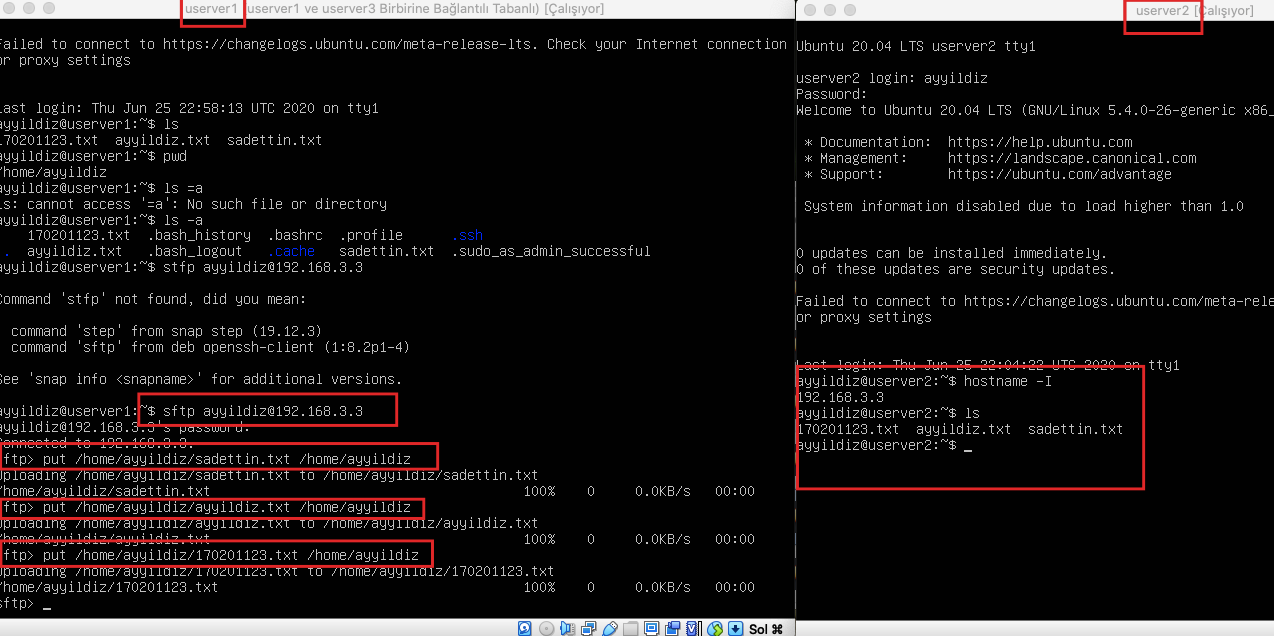 userver1 (userver1 ve userver3 Birbirine Bağlantılı Tabanlı) [Çalışıyor]
Failed to connect to https://changelogs.ubuntu.com/meta-release-lts. Check your Internet connection
or proxy settings
Last login: Thu Jun 25 22:58:13 UTC 2020 on tty1
ayyildiz@userver1:~$ ls
170201123.txt  ayyildiz.txt  sadettin.txt
ayyildiz@userver1:~$ pwd
/home/ayyildiz
ayyildiz@userver1:~$ ls =a
ls: cannot access '=a': No such file or directory
ayyildiz@userver1:~$ ls -a
170201123.txt  .bash_history  .bashrc  .profile  .ssh
..  ayyildiz.txt  .bash_logout  .cache  sadettin.txt  .sudo_as_admin_successful
ayyildiz@userver1:~$ stfp ayyildiz@192.168.3.3
Command 'stfp' not found, did you mean:
command 'step' from snap step (19.12.3)
command 'sftp' from deb openssh-client (1:8.2p1-4)
See 'snap info <snapname>' for additional versions.
ayyildiz@userver1:~$ sftp ayyildiz@192.168.3.3
ayyildiz@192.168.3.3's password:
Connected to 192.168.3.3.
sftp> put /home/ayyildiz/sadettin.txt /home/ayyildiz
Uploading /home/ayyildiz/sadettin.txt to /home/ayyildiz/sadettin.txt
/home/ayyildiz/sadettin.txt  100%  0  0.0KB/s  00:00
sftp> put /home/ayyildiz/ayyildiz.txt /home/ayyildiz
Uploading /home/ayyildiz/ayyildiz.txt to /home/ayyildiz/ayyildiz.txt
/home/ayyildiz/ayyildiz.txt  100%  0  0.0KB/s  00:00
sftp> put /home/ayyildiz/170201123.txt /home/ayyildiz
Uploading /home/ayyildiz/170201123.txt to /home/ayyildiz/170201123.txt
/home/ayyildiz/170201123.txt  100%  0  0.0KB/s  00:00
sftp> _
Sol ⌘
userver2 [Çalışıyor]
Ubuntu 20.04 LTS userver2 tty1
userver2 login: ayyildiz
Password:
Welcome to Ubuntu 20.04 LTS (GNU/Linux 5.4.0-26-generic x86_
* Documentation:  https://help.ubuntu.com
* Management:     https://landscape.canonical.com
* Support:        https://ubuntu.com/advantage
System information disabled due to load higher than 1.0
0 updates can be installed immediately.
0 of these updates are security updates.
Failed to connect to https://changelogs.ubuntu.com/meta-rele
or proxy settings
Last login: Thu Jun 25 22:04:22 UTC 2020 on tty1
ayyildiz@userver2:~$ hostname -I
192.168.3.3
ayyildiz@userver2:~$ ls
170201123.txt  ayyildiz.txt  sadettin.txt
ayyildiz@userver2:~$ _